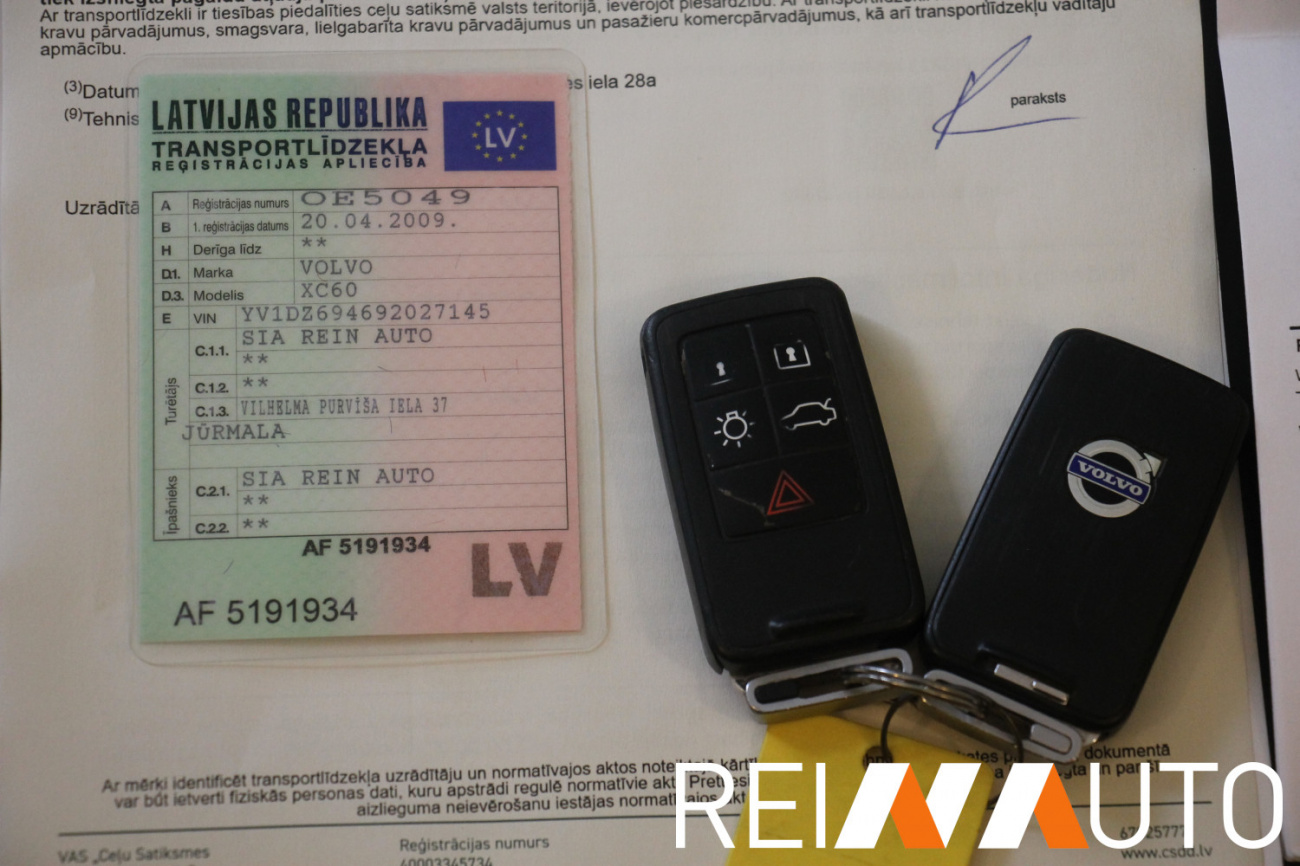 Ar transportlīdzekli ir tiesības piedalīties ceļu satiksmē valsts teritorijā, ievērojot piesardzību. Ar
kravu pārvadājumus, smagsvara, lielgabarīta kravu pārvadājumus un pasažieru komercpārvadājumus, kā arī transportlīdzekļu vadītāju
apmācību.
(3)Datum
iela 28a
(9)Tehnis
paraksts
Uzrādītā
LATVIJAS REPUBLIKA
TRANSPORTLĪDZEKĻA
REĢISTRĀCIJAS APLIECĪBA
LV
A Reģistrācijas numurs OE5049
B 1. reģistrācijas datums 20.04.2009.
H Derīga līdz **
D.1. Marka VOLVO
D.3. Modelis XC60
E VIN YV1DZ694692027145
Turētājs
C.1.1. SIA REIN AUTO
**
C.1.2. **
C.1.3. VILHELMA PURVĪŠA IELA 37
JŪRMALA
Īpašnieks
C.2.1. SIA REIN AUTO
**
C.2.2. **
AF 5191934
LV
AF 5191934
VOLVO
Ar mērķi identificēt transportlīdzekļa uzrādītāju un normatīvajos aktos noteiktajā kārtī
dokumentā
var būt ietverti fiziskās personas dati, kuru apstrādi regulē normatīvie akti.
aizlieguma neievērošanu iestājas
VAS „Ceļu Satiksmes
Reģistrācijas numurs
40003345734
www.csdd.lv
REINAUTO